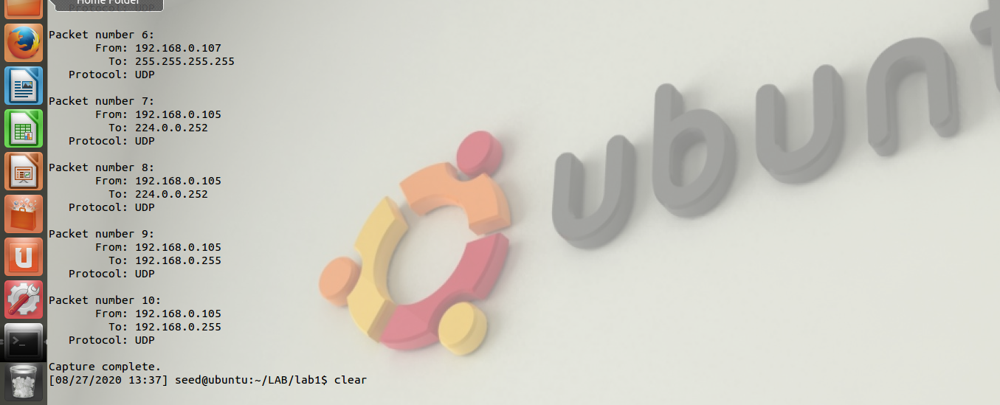 Home Folder
Protocol: UDP
Packet number 6:
From: 192.168.0.107
To: 255.255.255.255
Protocol: UDP
Packet number 7:
From: 192.168.0.105
To: 224.0.0.252
Protocol: UDP
Packet number 8:
From: 192.168.0.105
To: 224.0.0.252
Protocol: UDP
Packet number 9:
From: 192.168.0.105
To: 192.168.0.255
Protocol: UDP
Packet number 10:
From: 192.168.0.105
To: 192.168.0.255
Protocol: UDP
Capture complete.
[08/27/2020 13:37] seed@ubuntu:~/LAB/lab1$ clear
ubunt